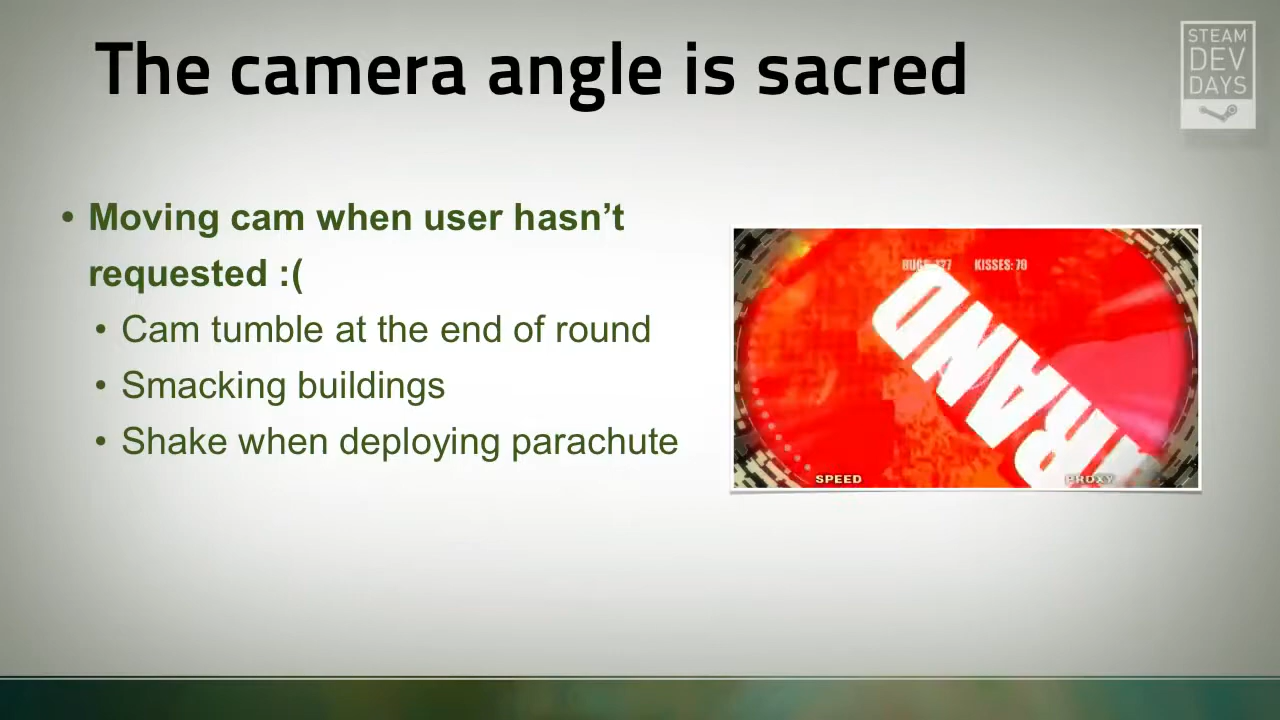 The camera angle is sacred
STEAM
DEV
DAYS
• Moving cam when user hasn’t
requested :(
• Cam tumble at the end of round
• Smacking buildings
• Shake when deploying parachute
KISSES: 70
SPEED
PROXY